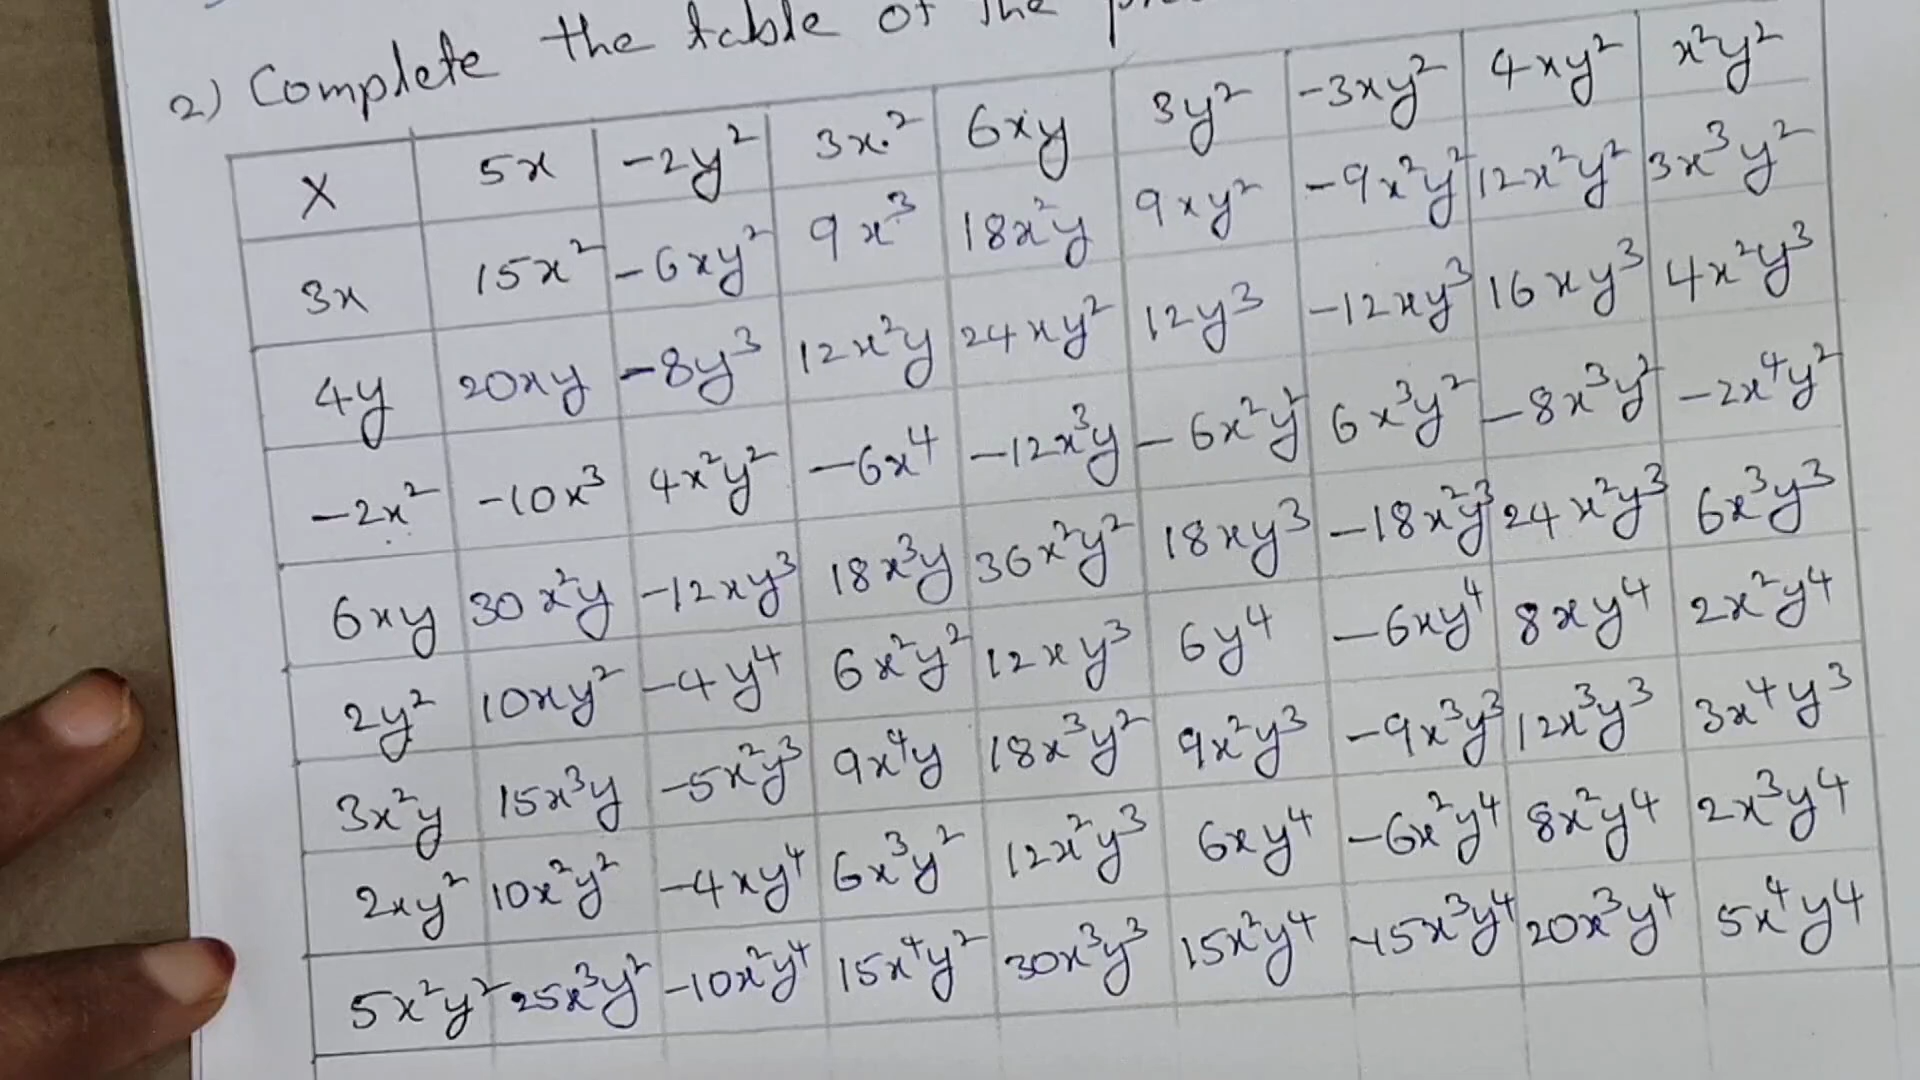 2) Complete the table of the
X 5x -2y² 3x² 6xy 3y² -3xy² 4xy² x²y²
3x 15x² -6xy² 9x³ 18x²y 9xy² -9x²y² 12x²y² 3x³y²
4y 20xy -8y³ 12x²y 24xy² 12y³ -12xy³ 16xy³ 4x²y³
-2x² -10x³ 4x²y² -6x⁴ -12x³y -6x²y² 6x³y² -8x³y² -2x⁴y²
6xy 30x²y -12xy³ 18x³y 36x²y² 18xy³ -18x²y³ 24x²y³ 6x³y³
2y² 10xy² -4y⁴ 6x²y² 12xy³ 6y⁴ -6xy⁴ 8xy⁴ 2x²y⁴
3x²y 15x³y -5x²y³ 9x⁴y 18x³y² 9x²y³ -9x³y³ 12x³y³ 3x⁴y³
2xy² 10x²y² -4xy⁴ 6x³y² 12x²y³ 6xy⁴ -6x²y⁴ 8x²y⁴ 2x³y⁴
5x²y² 25x³y² -10x²y⁴ 15x⁴y² 30x³y³ 15x²y⁴ -15x³y⁴ 20x³y⁴ 5x⁴y⁴